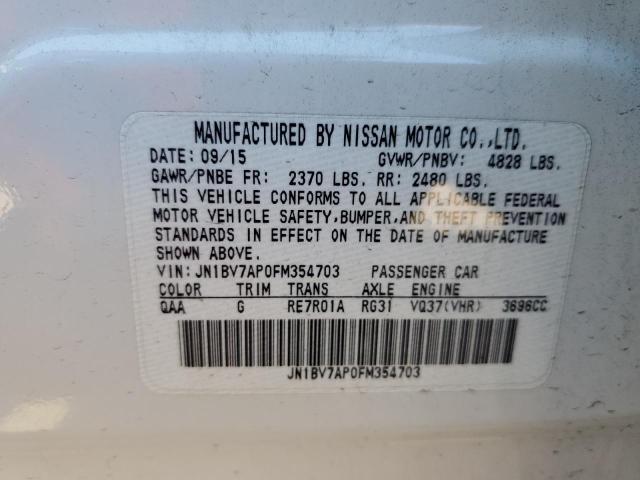 MANUFACTURED BY NISSAN MOTOR CO.,LTD.
DATE: 09/15 GVWR/PNBV: 4828 LBS.
GAWR/PNBE FR: 2370 LBS. RR: 2480 LBS.
THIS VEHICLE CONFORMS TO ALL APPLICABLE FEDERAL
MOTOR VEHICLE SAFETY,BUMPER,AND THEFT PREVENTION
STANDARDS IN EFFECT ON THE DATE OF MANUFACTURE
SHOWN ABOVE.
VIN: JN1BV7AP0FM354703 PASSENGER CAR
COLOR TRIM TRANS AXLE ENGINE
QAA G RE7R01A RG31 VQ37(VHR) 3696CC
JN1BV7AP0FM354703